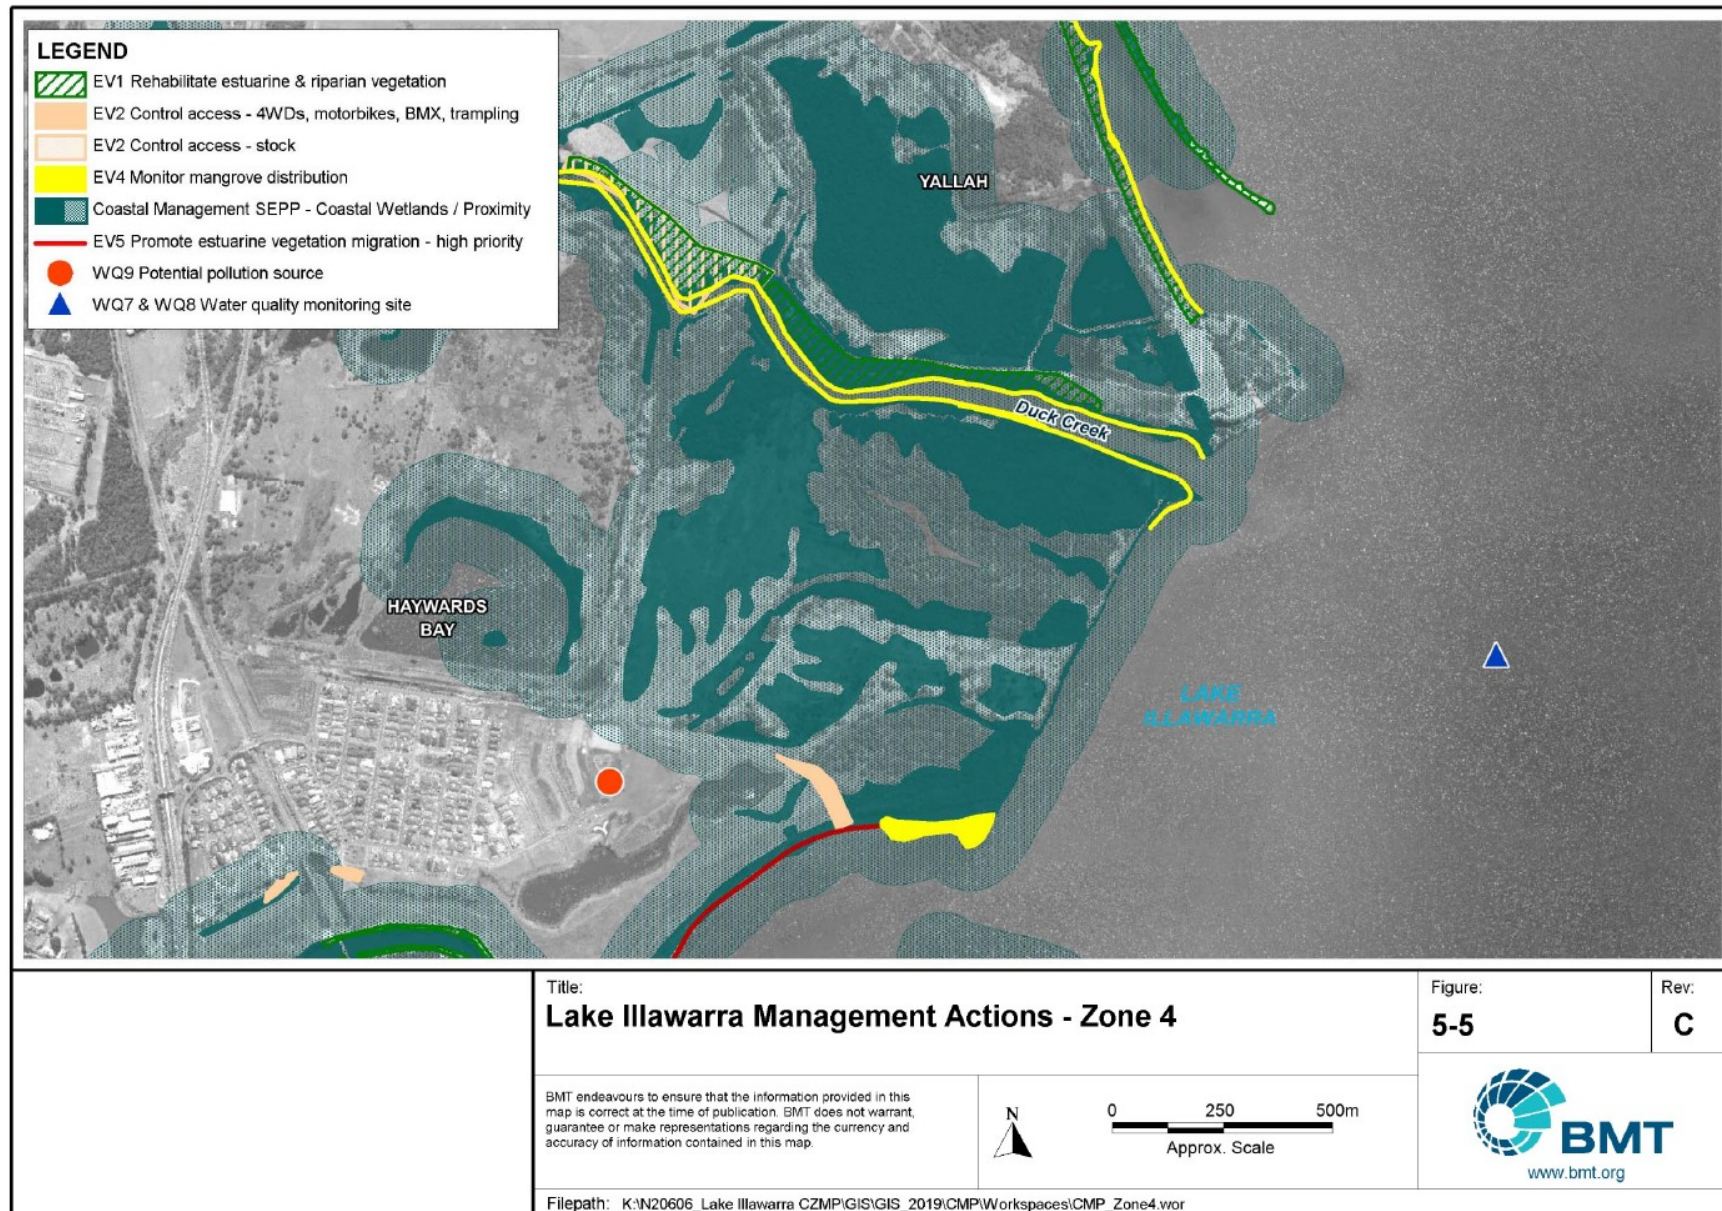 LEGEND
EV1 Rehabilitate estuarine & riparian vegetation
EV2 Control access - 4WDs, motorbikes, BMX, trampling
EV2 Control access - stock
EV4 Monitor mangrove distribution
Coastal Management SEPP - Coastal Wetlands / Proximity
EV5 Promote estuarine vegetation migration - high priority
WQ9 Potential pollution source
WQ7 & WQ8 Water quality monitoring site
YALLAH
Duck Creek
HAYWARDS
BAY
LAKE
ILLAWARRA
Title:
Lake Illawarra Management Actions - Zone 4
Figure:
5-5
Rev:
C
BMT endeavours to ensure that the information provided in this
map is correct at the time of publication. BMT does not warrant,
guarantee or make representations regarding the currency and
accuracy of information contained in this map.
N
0 250 500m
Approx. Scale
BMT
www.bmt.org
Filepath: K:\N20606_Lake Illawarra CZMP\GIS\GIS_2019\CMP\Workspaces\CMP_Zone4.wor